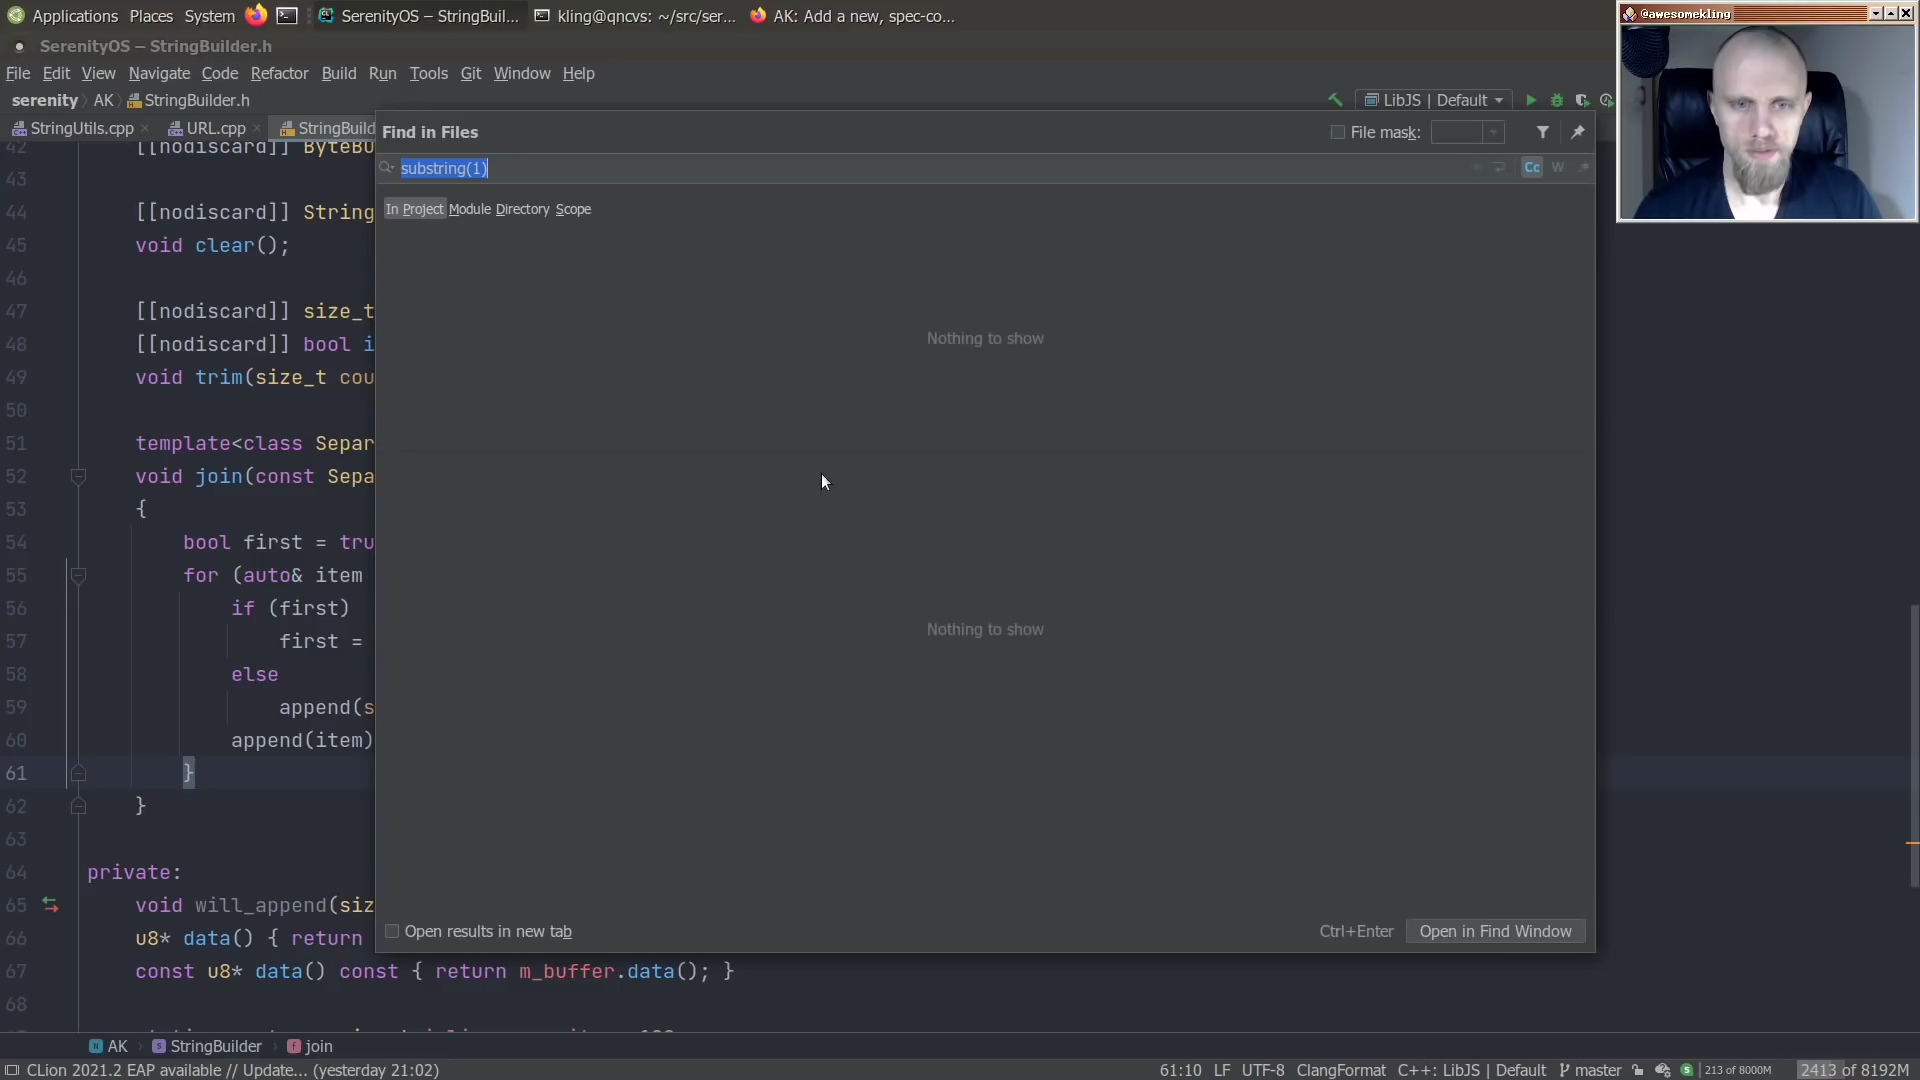 Applications Places System SerenityOS – StringBuil... kling@qncvs: ~/src/ser... AK: Add a new, spec-co...
@awesomekling
SerenityOS – StringBuilder.h
File Edit View Navigate Code Refactor Build Run Tools Git Window Help
serenity AK StringBuilder.h LibJS | Default
StringUtils.cpp URL.cpp StringBuild
Find in Files File mask:
substring(1) Cc W .*
In Project Module Directory Scope
Nothing to show
Nothing to show
Open results in new tab Ctrl+Enter Open in Find Window
42 [[nodiscard]] ByteBu
43
44 [[nodiscard]] String
45 void clear();
46
47 [[nodiscard]] size_t
48 [[nodiscard]] bool i
49 void trim(size_t cou
50
51 template<class Separ
52 void join(const Sepa
53 {
54 bool first = tru
55 for (auto& item
56 if (first)
57 first =
58 else
59 append(s
60 append(item)
61 }
62 }
63
64 private:
65 void will_append(siz
66 u8* data() { return
67 const u8* data() const { return m_buffer.data(); }
68
AK StringBuilder join
CLion 2021.2 EAP available // Update... (yesterday 21:02) 61:10 LF UTF-8 ClangFormat C++: LibJS | Default master 213 of 8000M 2413 of 8192M